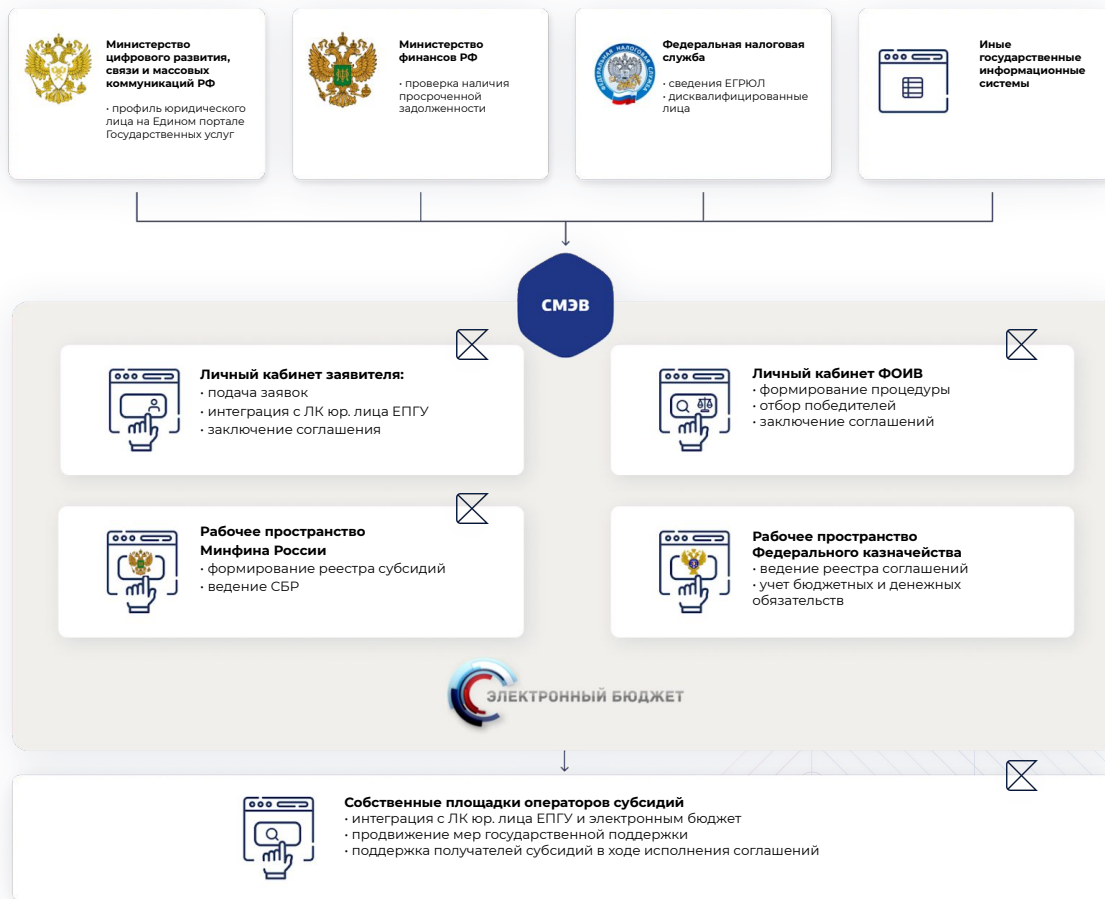 Министерство
цифрового развития,
связи и массовых
коммуникаций РФ
• профиль юридического
лица на Едином портале
Государственных услуг
Министерство
финансов РФ
• проверка наличия
просроченной
задолженности
Федеральная налоговая
служба
• сведения ЕГРЮЛ
• дисквалифицированные
лица
Иные
государственные
информационные
системы
СМЭВ
Личный кабинет заявителя:
• подача заявок
• интеграция с ЛК юр. лица ЕПГУ
• заключение соглашения
Личный кабинет ФОИВ
• формирование процедуры
• отбор победителей
• заключение соглашений
Рабочее пространство
Минфина России
• формирование реестра субсидий
• ведение СБР
Рабочее пространство
Федерального казначейства
• ведение реестра соглашений
• учет бюджетных и денежных
обязательств
ЭЛЕКТРОННЫЙ БЮДЖЕТ
Собственные площадки операторов субсидий
• интеграция с ЛК юр. лица ЕПГУ и электронным бюджет
• продвижение мер государственной поддержки
• поддержка получателей субсидий в ходе исполнения соглашений